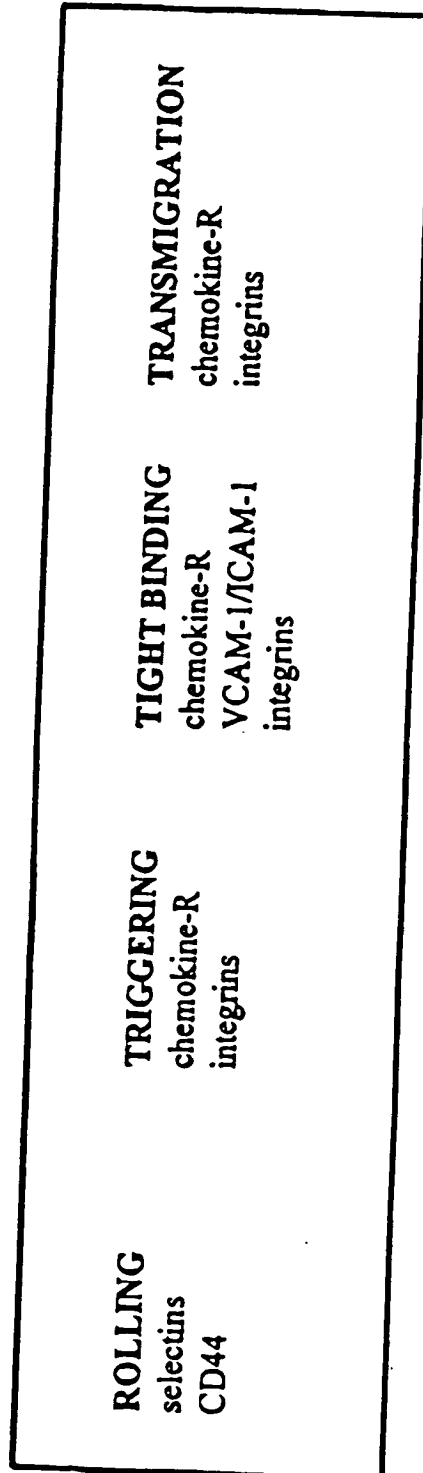 ROLLING
selectins
CD44
TRIGGERING
chemokine-R
integrins
TIGHT BINDING
chemokine-R
VCAM-1/ICAM-1
integrins
TRANSMIGRATION
chemokine-R
integrins